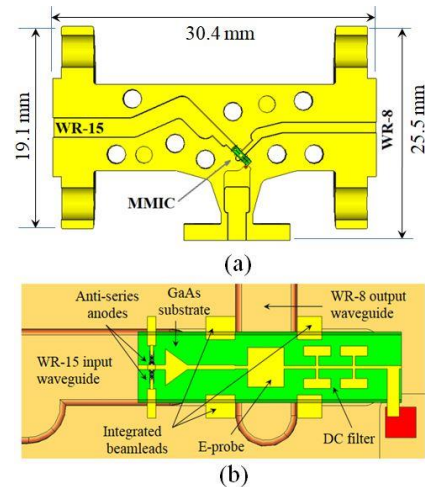 30.4 mm
19.1 mm
WR-15
WR-8
25.5 mm
MMIC
(a)
Anti-series
anodes
GaAs
substrate
WR-8 output
waveguide
WR-15 input
waveguide
Integrated
beamleads
E-probe
DC filter
(b)